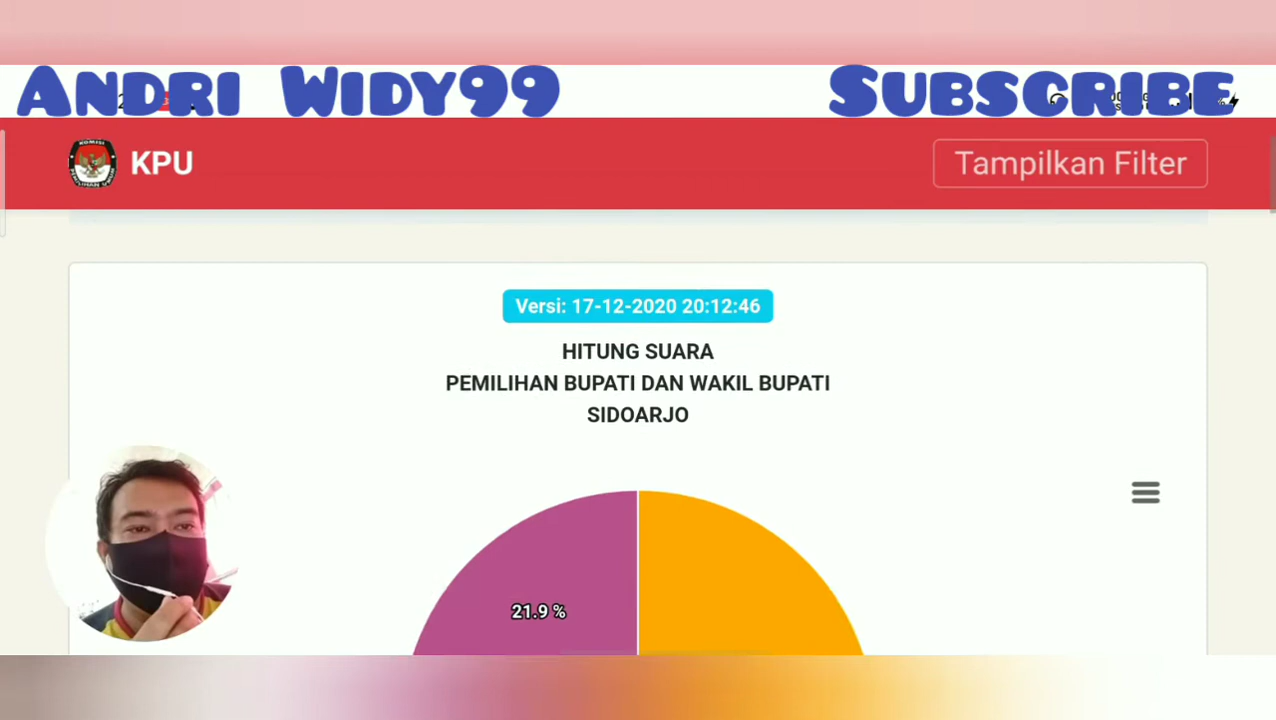 Andri Widy99
Subscribe
KPU
Tampilkan Filter
Versi: 17-12-2020 20:12:46
HITUNG SUARA
PEMILIHAN BUPATI DAN WAKIL BUPATI
SIDOARJO
21.9 %